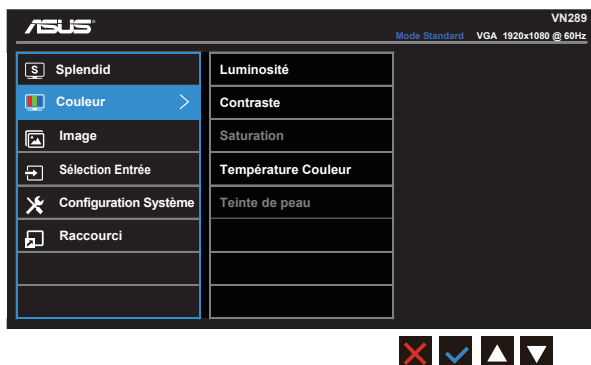 ASUS
VN289
Mode Standard VGA 1920x1080 @ 60Hz
S Splendid
Couleur
Image
Sélection Entrée
Configuration Système
Raccourci
Luminosité
Contraste
Saturation
Température Couleur
Teinte de peau